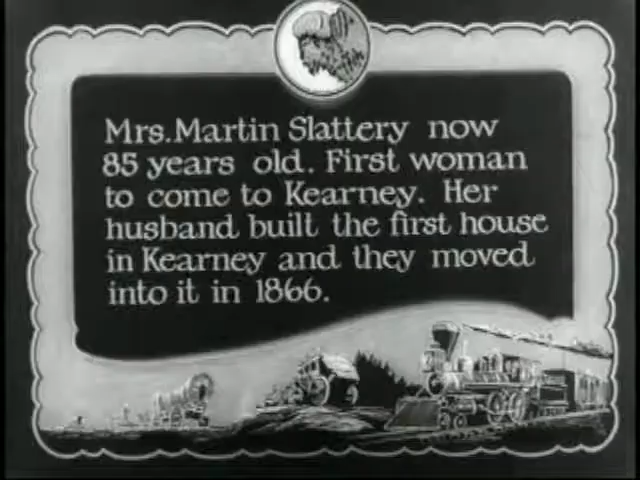 Mrs. Martin Slattery now
85 years old. First woman
to come to Kearney. Her
husband built the first house
in Kearney and they moved
into it in 1866.